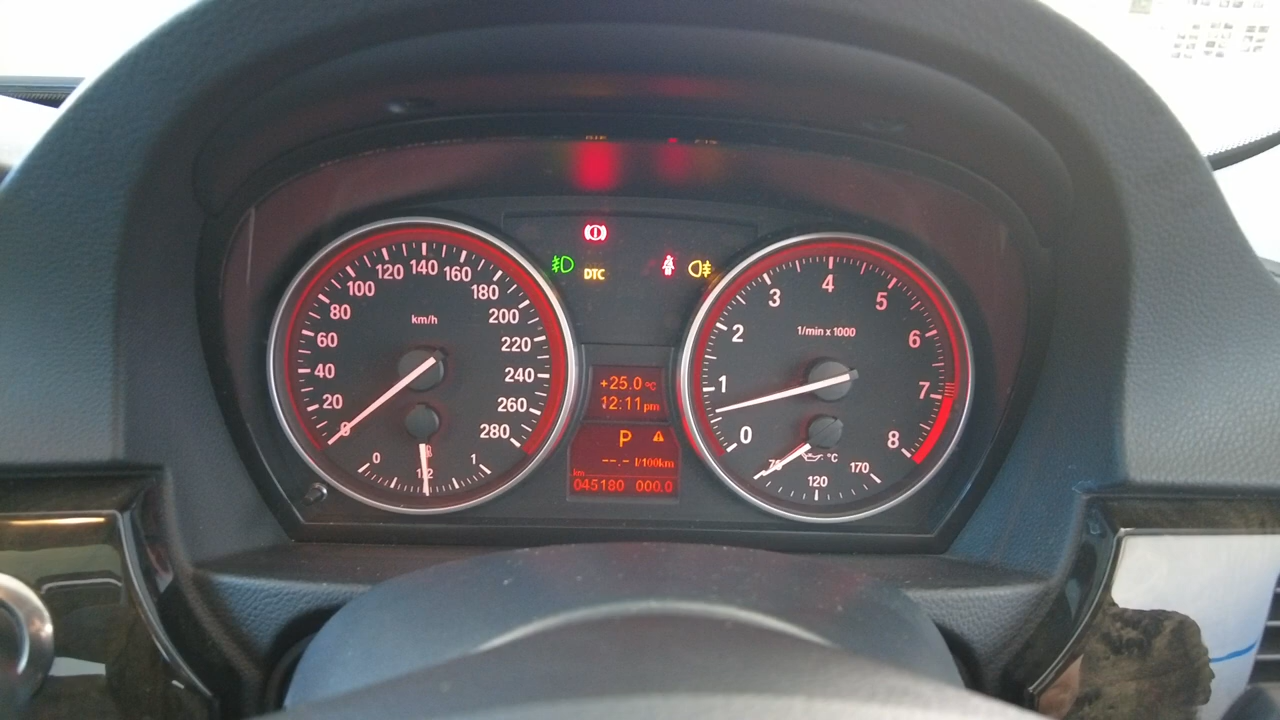 DTC
0 20 40 60 80 100 120 140 160 180 200 220 240 260 280
km/h
0 1/2 1
+25.0 °C
12:11 pm
P
--.- l/100km
km
045180 000.0
0 1 2 3 4 5 6 7 8
1/min x 1000
°C
120 170